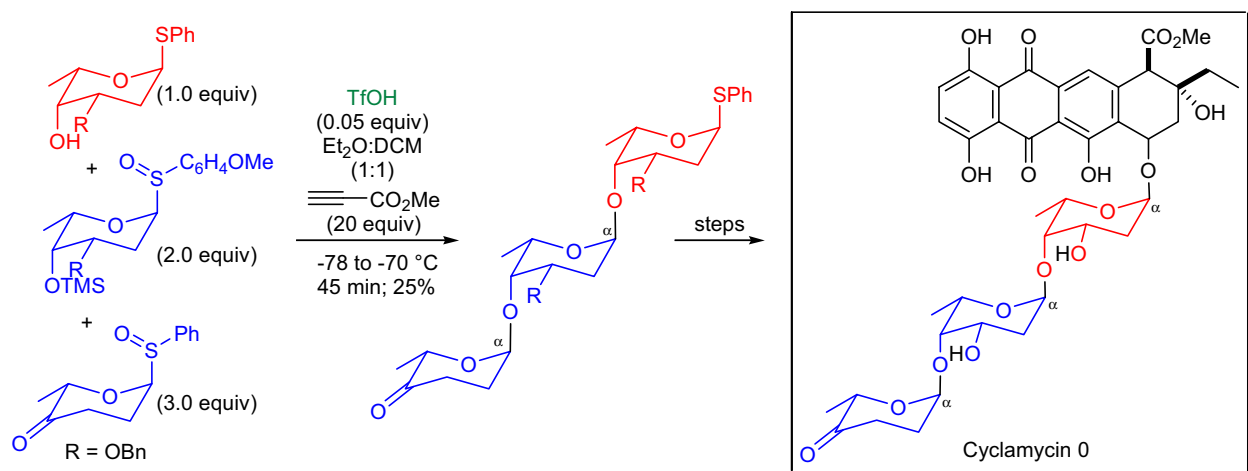 SPh
O
(1.0 equiv)
R
OH
+
O
C6H4OMe
S
O
(2.0 equiv)
R
OTMS
+
O
Ph
S
O
(3.0 equiv)
O
R = OBn
TfOH
(0.05 equiv)
Et2O:DCM
(1:1)
CO2Me
(20 equiv)
-78 to -70 °C
45 min; 25%
SPh
O
R
O
α
O
R
O
α
O
O
steps
OH
O
CO2Me
OH
OH
O
OH
O
O
α
HO
O
O
α
HO
O
O
α
O
Cyclamycin 0